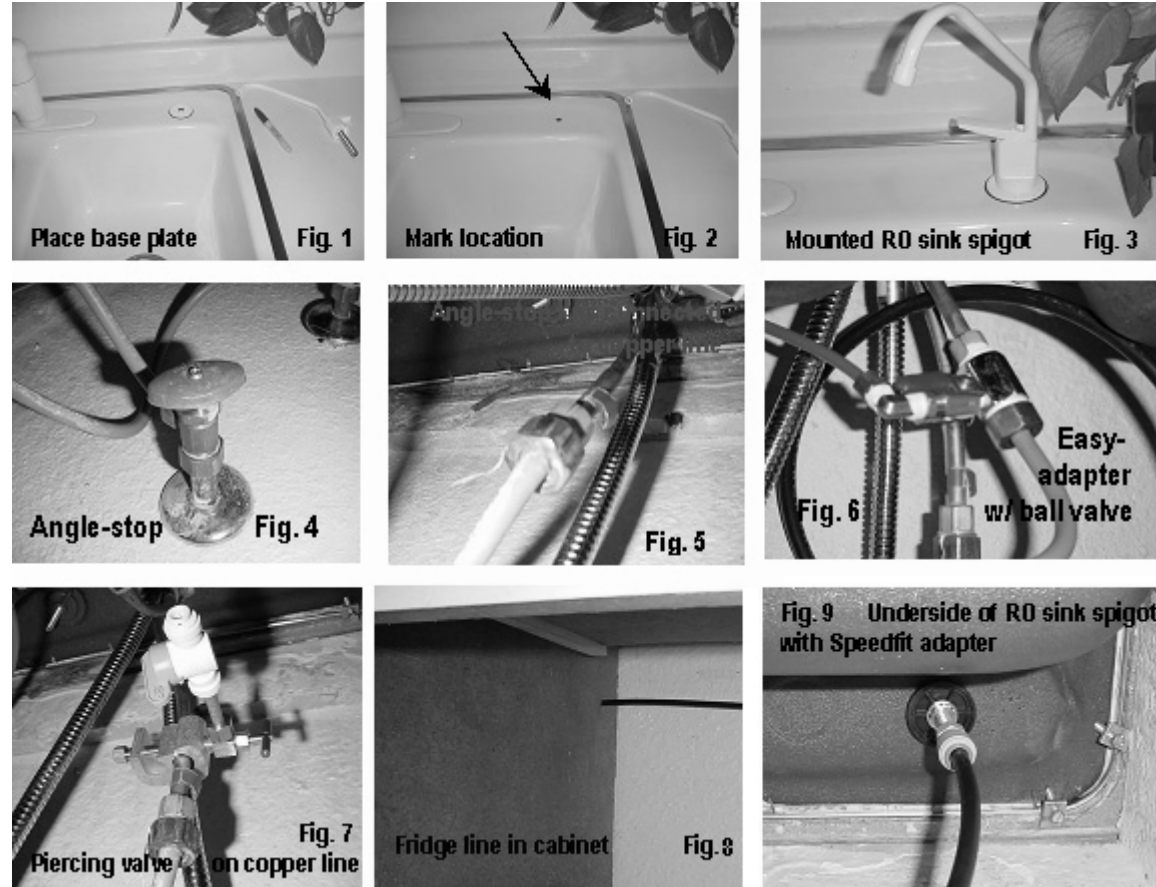 Place base plate
Fig. 1
Mark location
Fig. 2
Mounted RO sink spigot
Fig. 3
Angle-stop
Fig. 4
Angle-stop
Fig. 5
Easy-
adapter
w/ ball valve
Fig. 6
Fig. 7
Piercing valve on copper line
Fridge line in cabinet
Fig. 8
Fig. 9 Underside of RO sink spigot
with Speedfit adapter